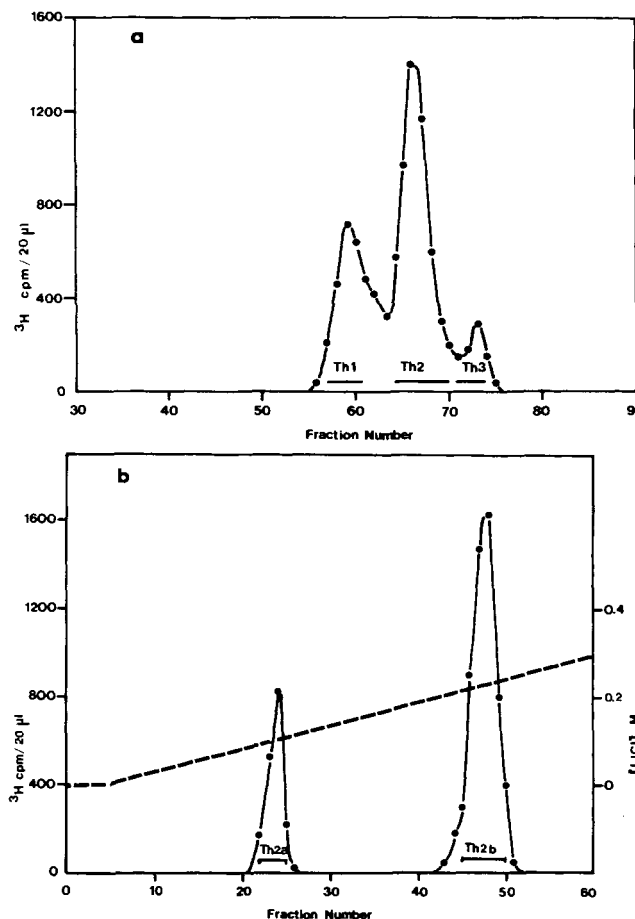 a
1600
1200
800
400
0
³H cpm / 20 µl
Th1 Th2 Th3
30 40 50 60 70 80 9
Fraction Number
b
1600
1200
800
400
0
³H cpm/20 µl
0.4
0.2
0
[LiCl] M
Th2a Th2b
0 10 20 30 40 50 60
Fraction Number